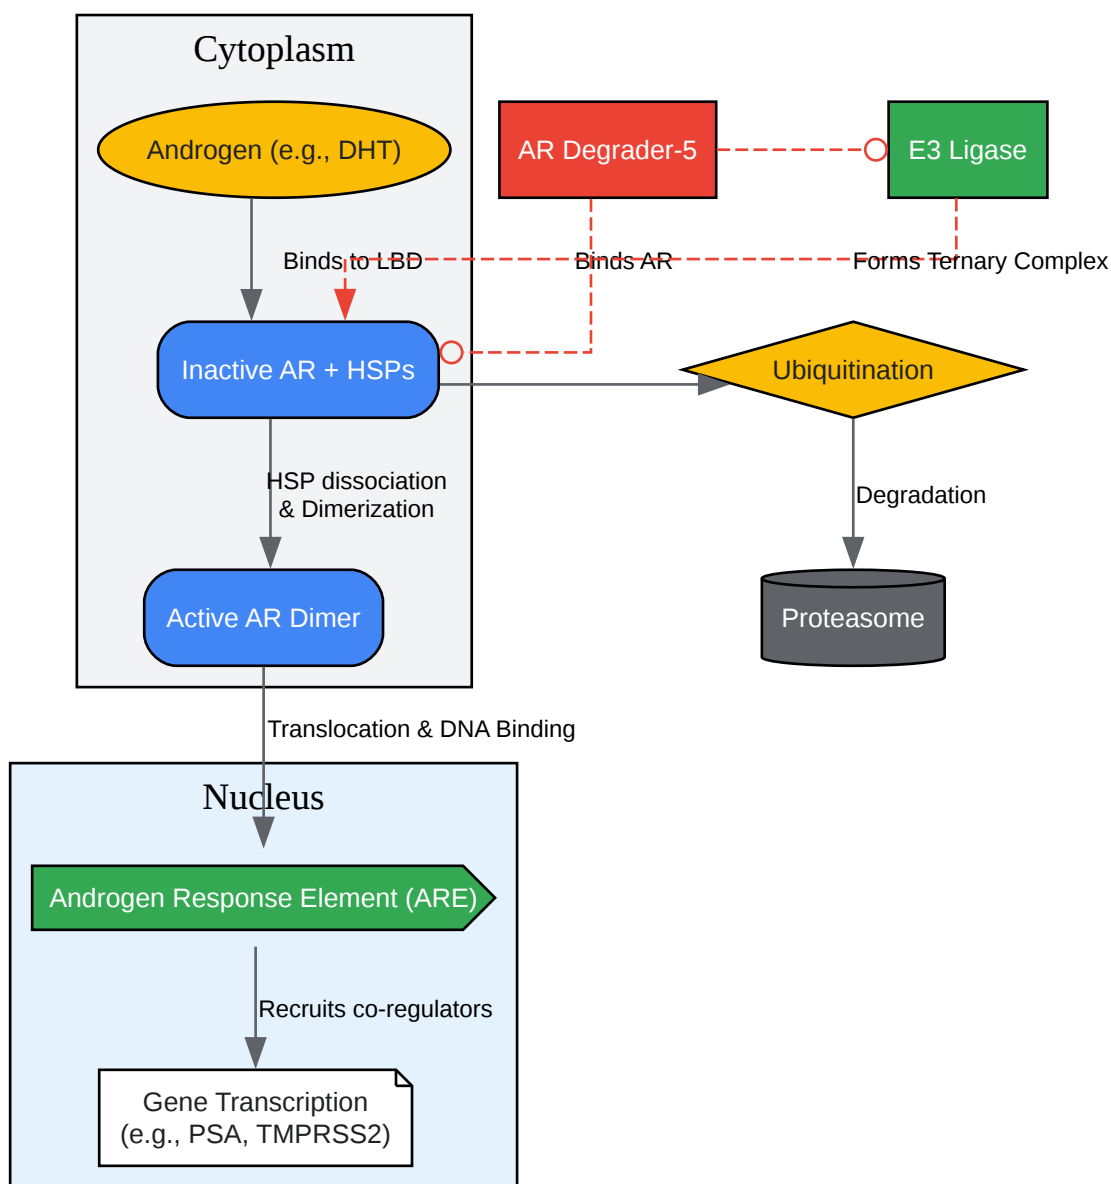 Cytoplasm
Androgen (e.g., DHT)
AR Degrader-5
E3 Ligase
Binds to LBD
Binds AR
Forms Ternary Complex
Inactive AR + HSPs
Ubiquitination
HSP dissociation
& Dimerization
Degradation
Active AR Dimer
Proteasome
Translocation & DNA Binding
Nucleus
Androgen Response Element (ARE)
Recruits co-regulators
Gene Transcription
(e.g., PSA, TMPRSS2)